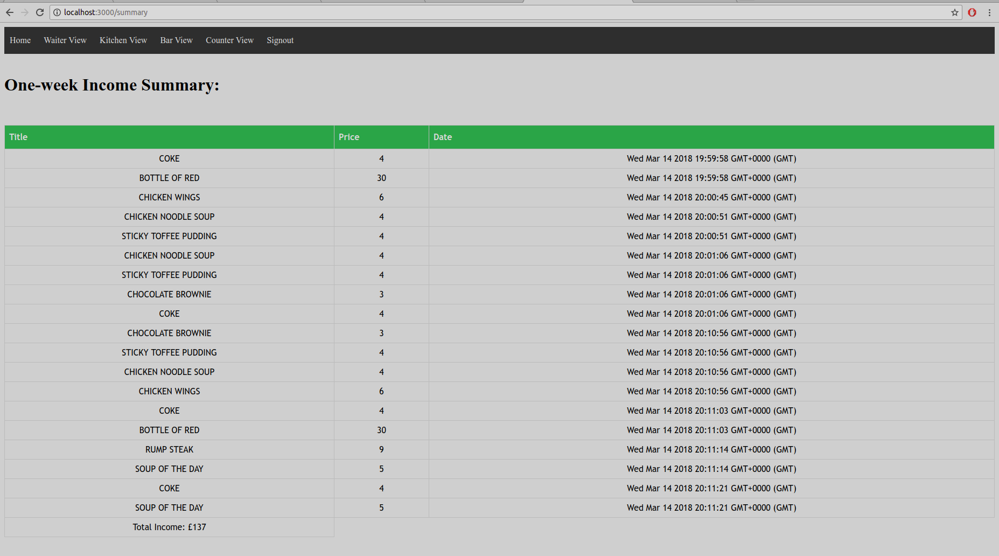 localhost:3000/summary
Home Waiter View Kitchen View Bar View Counter View Signout
One-week Income Summary:
Title Price Date
COKE 4 Wed Mar 14 2018 19:59:58 GMT+0000 (GMT)
BOTTLE OF RED 30 Wed Mar 14 2018 19:59:58 GMT+0000 (GMT)
CHICKEN WINGS 6 Wed Mar 14 2018 20:00:45 GMT+0000 (GMT)
CHICKEN NOODLE SOUP 4 Wed Mar 14 2018 20:00:51 GMT+0000 (GMT)
STICKY TOFFEE PUDDING 4 Wed Mar 14 2018 20:00:51 GMT+0000 (GMT)
CHICKEN NOODLE SOUP 4 Wed Mar 14 2018 20:01:06 GMT+0000 (GMT)
STICKY TOFFEE PUDDING 4 Wed Mar 14 2018 20:01:06 GMT+0000 (GMT)
CHOCOLATE BROWNIE 3 Wed Mar 14 2018 20:01:06 GMT+0000 (GMT)
COKE 4 Wed Mar 14 2018 20:01:06 GMT+0000 (GMT)
CHOCOLATE BROWNIE 3 Wed Mar 14 2018 20:10:56 GMT+0000 (GMT)
STICKY TOFFEE PUDDING 4 Wed Mar 14 2018 20:10:56 GMT+0000 (GMT)
CHICKEN NOODLE SOUP 4 Wed Mar 14 2018 20:10:56 GMT+0000 (GMT)
CHICKEN WINGS 6 Wed Mar 14 2018 20:10:56 GMT+0000 (GMT)
COKE 4 Wed Mar 14 2018 20:11:03 GMT+0000 (GMT)
BOTTLE OF RED 30 Wed Mar 14 2018 20:11:03 GMT+0000 (GMT)
RUMP STEAK 9 Wed Mar 14 2018 20:11:14 GMT+0000 (GMT)
SOUP OF THE DAY 5 Wed Mar 14 2018 20:11:14 GMT+0000 (GMT)
COKE 4 Wed Mar 14 2018 20:11:21 GMT+0000 (GMT)
SOUP OF THE DAY 5 Wed Mar 14 2018 20:11:21 GMT+0000 (GMT)
Total Income: £137